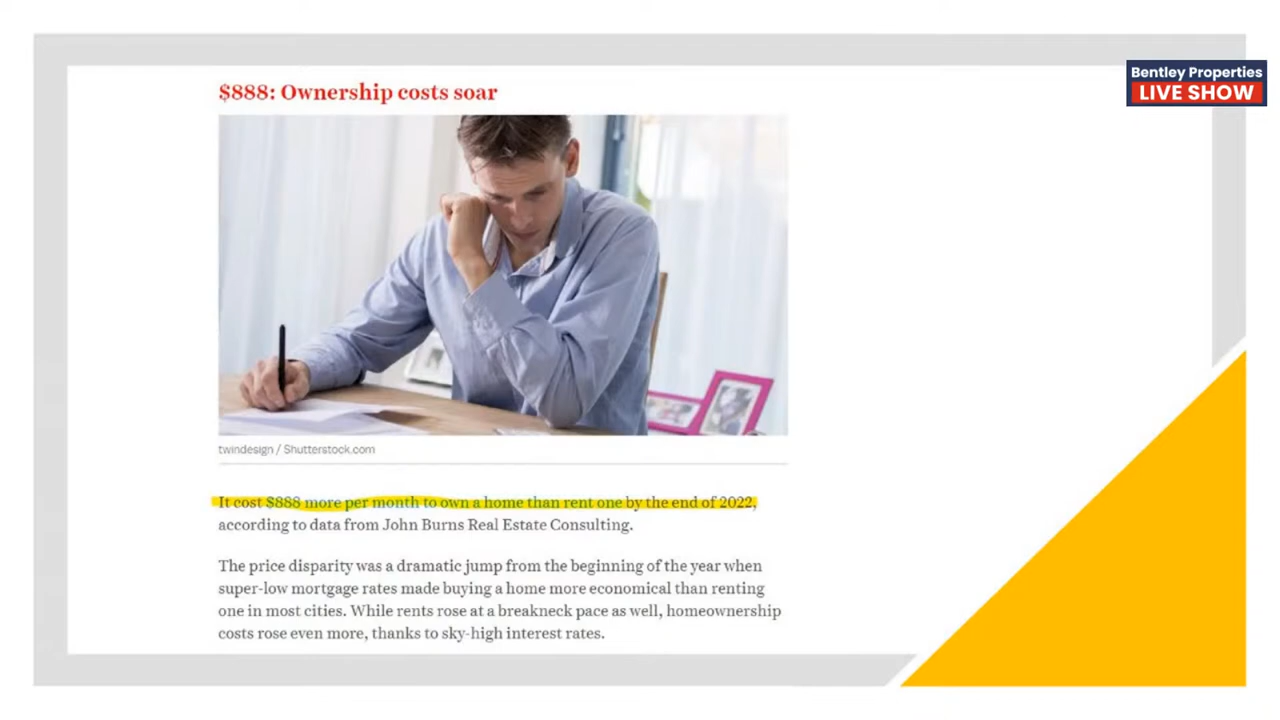 Bentley Properties
LIVE SHOW
$888: Ownership costs soar
twindesign / Shutterstock.com
It cost $888 more per month to own a home than rent one by the end of 2022,
according to data from John Burns Real Estate Consulting.
The price disparity was a dramatic jump from the beginning of the year when
super-low mortgage rates made buying a home more economical than renting
one in most cities. While rents rose at a breakneck pace as well, homeownership
costs rose even more, thanks to sky-high interest rates.